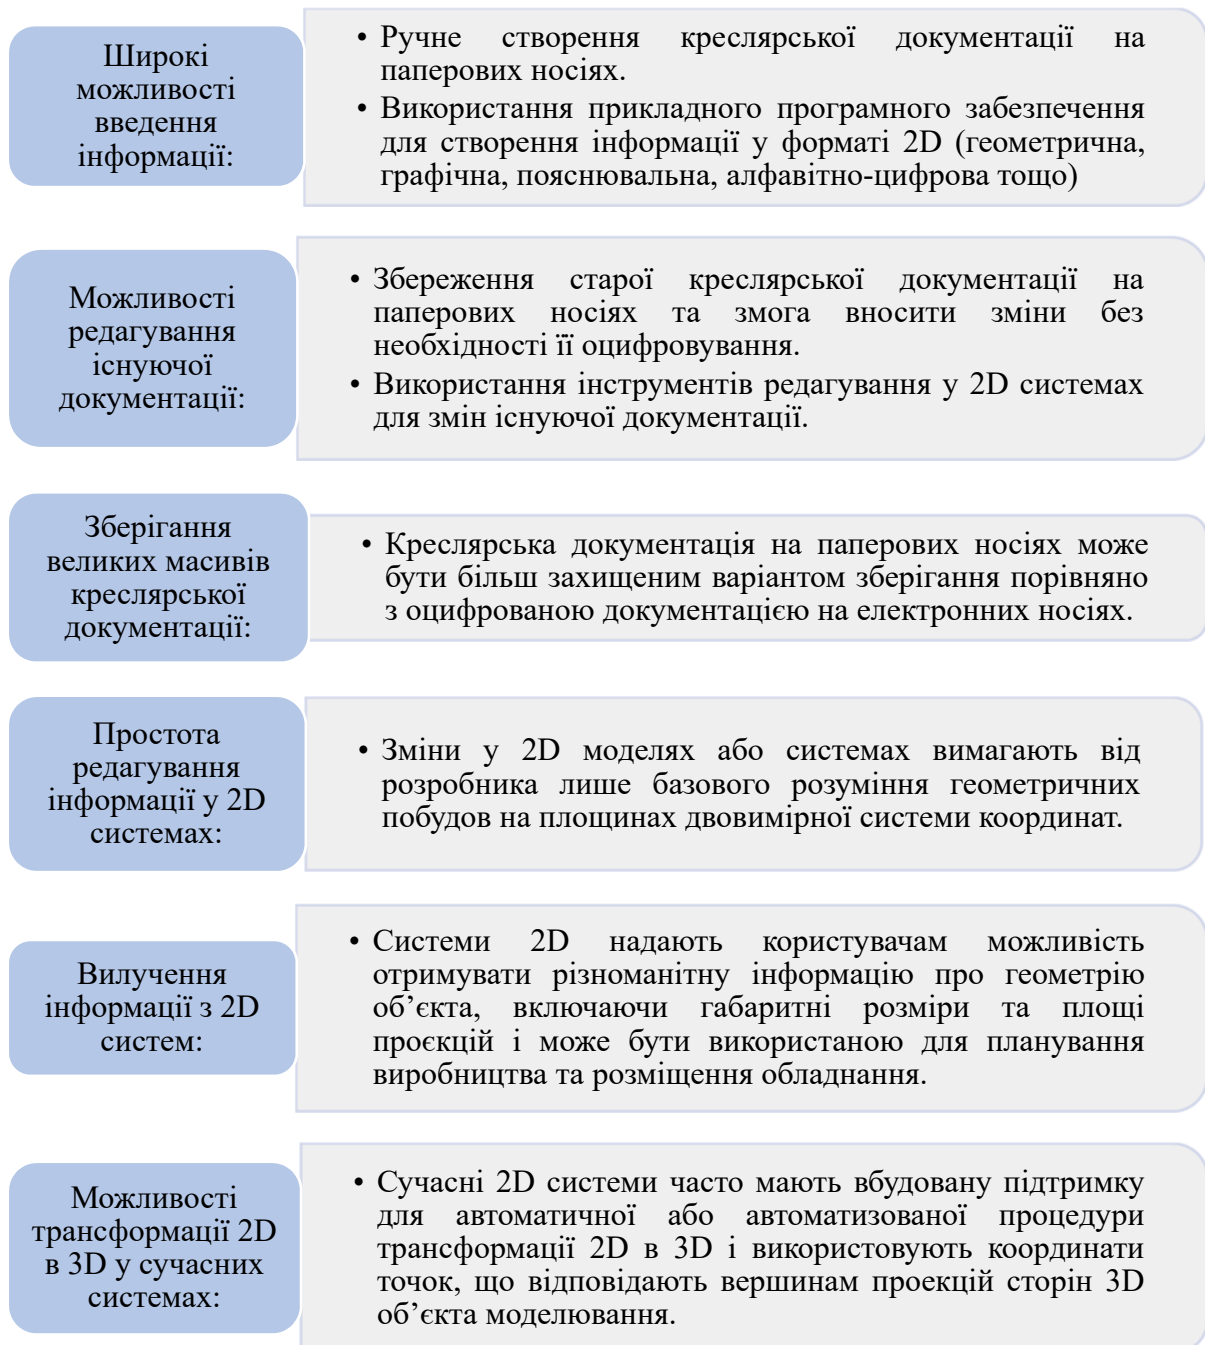 Широкі
можливості
введення
інформації:
• Ручне створення креслярської документації на
паперових носіях.
• Використання прикладного програмного забезпечення
для створення інформації у форматі 2D (геометрична,
графічна, пояснювальна, алфавітно-цифрова тощо)
Можливості
редагування
існуючої
документації:
• Збереження старої креслярської документації на
паперових носіях та змога вносити зміни без
необхідності її оцифровування.
• Використання інструментів редагування у 2D системах
для змін існуючої документації.
Зберігання
великих масивів
креслярської
документації:
• Креслярська документація на паперових носіях може
бути більш захищеним варіантом зберігання порівняно
з оцифрованою документацією на електронних носіях.
Простота
редагування
інформації у 2D
системах:
• Зміни у 2D моделях або системах вимагають від
розробника лише базового розуміння геометричних
побудов на площинах двовимірної системи координат.
Вилучення
інформації з 2D
систем:
• Системи 2D надають користувачам можливість
отримувати різноманітну інформацію про геометрію
об’єкта, включаючи габаритні розміри та площі
проєкцій і може бути використаною для планування
виробництва та розміщення обладнання.
Можливості
трансформації 2D
в 3D у сучасних
системах:
• Сучасні 2D системи часто мають вбудовану підтримку
для автоматичної або автоматизованої процедури
трансформації 2D в 3D і використовують координати
точок, що відповідають вершинам проекцій сторін 3D
об’єкта моделювання.